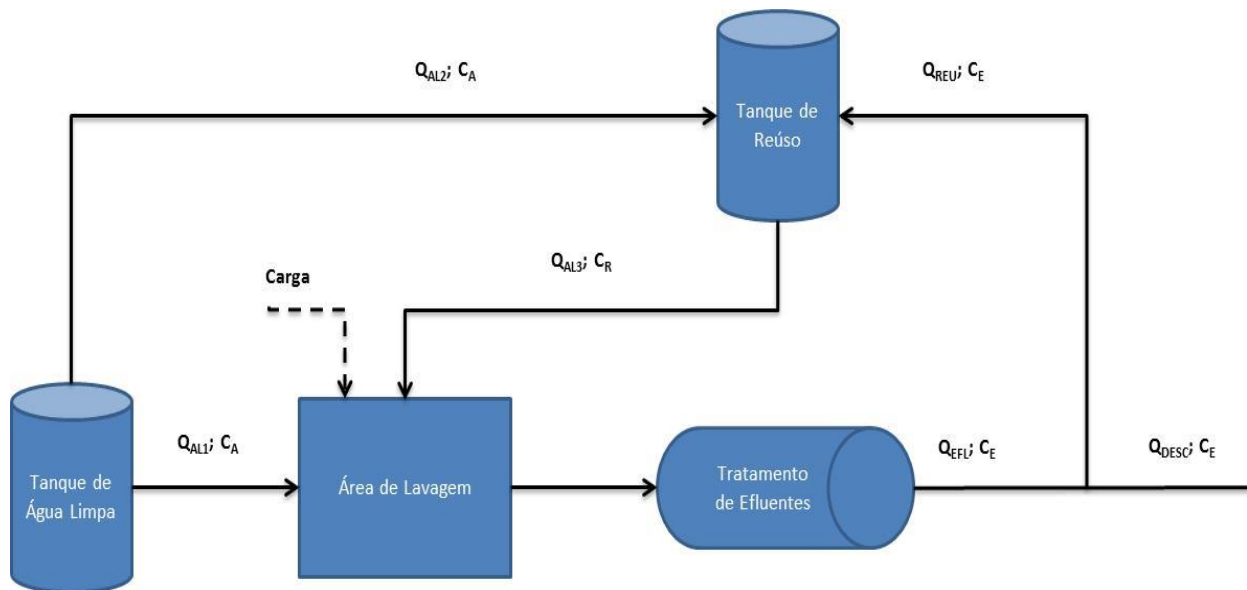 Q_AL2; C_A
Q_REU; C_E
Tanque de
Reúso
Q_AL3; C_R
Carga
Q_AL1; C_A
Tanque de
Água Limpa
Área de Lavagem
Tratamento
de Efluentes
Q_EFL; C_E
Q_DESC; C_E